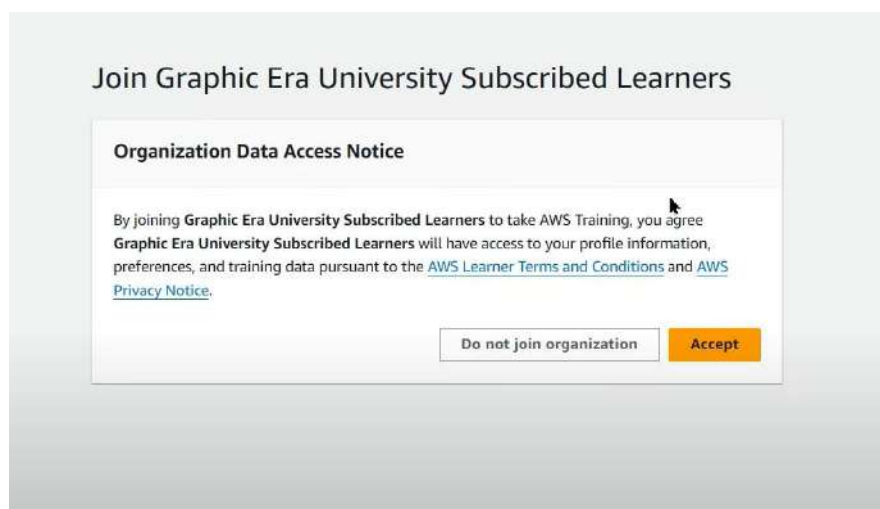 Join Graphic Era University Subscribed Learners
Organization Data Access Notice
By joining Graphic Era University Subscribed Learners to take AWS Training, you agree
Graphic Era University Subscribed Learners will have access to your profile information,
preferences, and training data pursuant to the AWS Learner Terms and Conditions and AWS
Privacy Notice.
Do not join organization
Accept